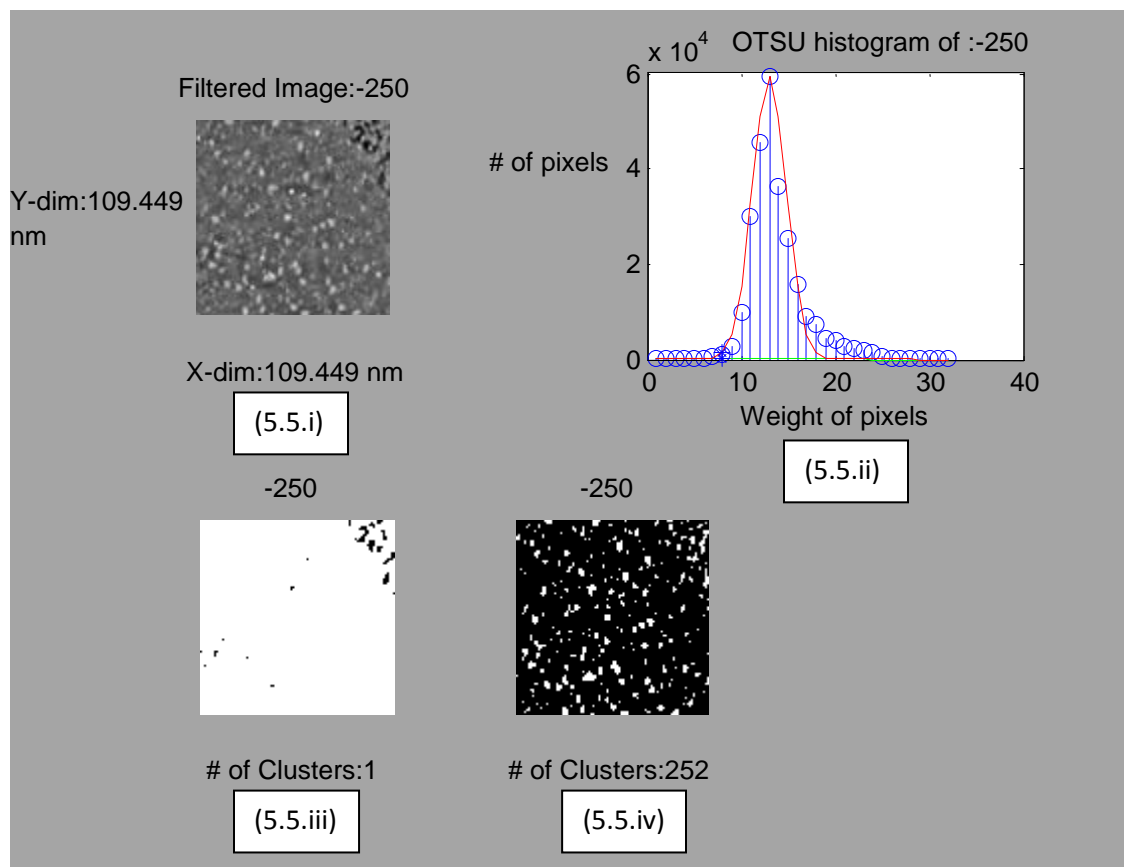 Filtered Image:-250
Y-dim:109.449
nm
X-dim:109.449 nm
(5.5.i)
x 10^4
OTSU histogram of :-250
# of pixels
6
4
2
0
0 10 20 30 40
Weight of pixels
(5.5.ii)
-250
# of Clusters:1
(5.5.iii)
-250
# of Clusters:252
(5.5.iv)